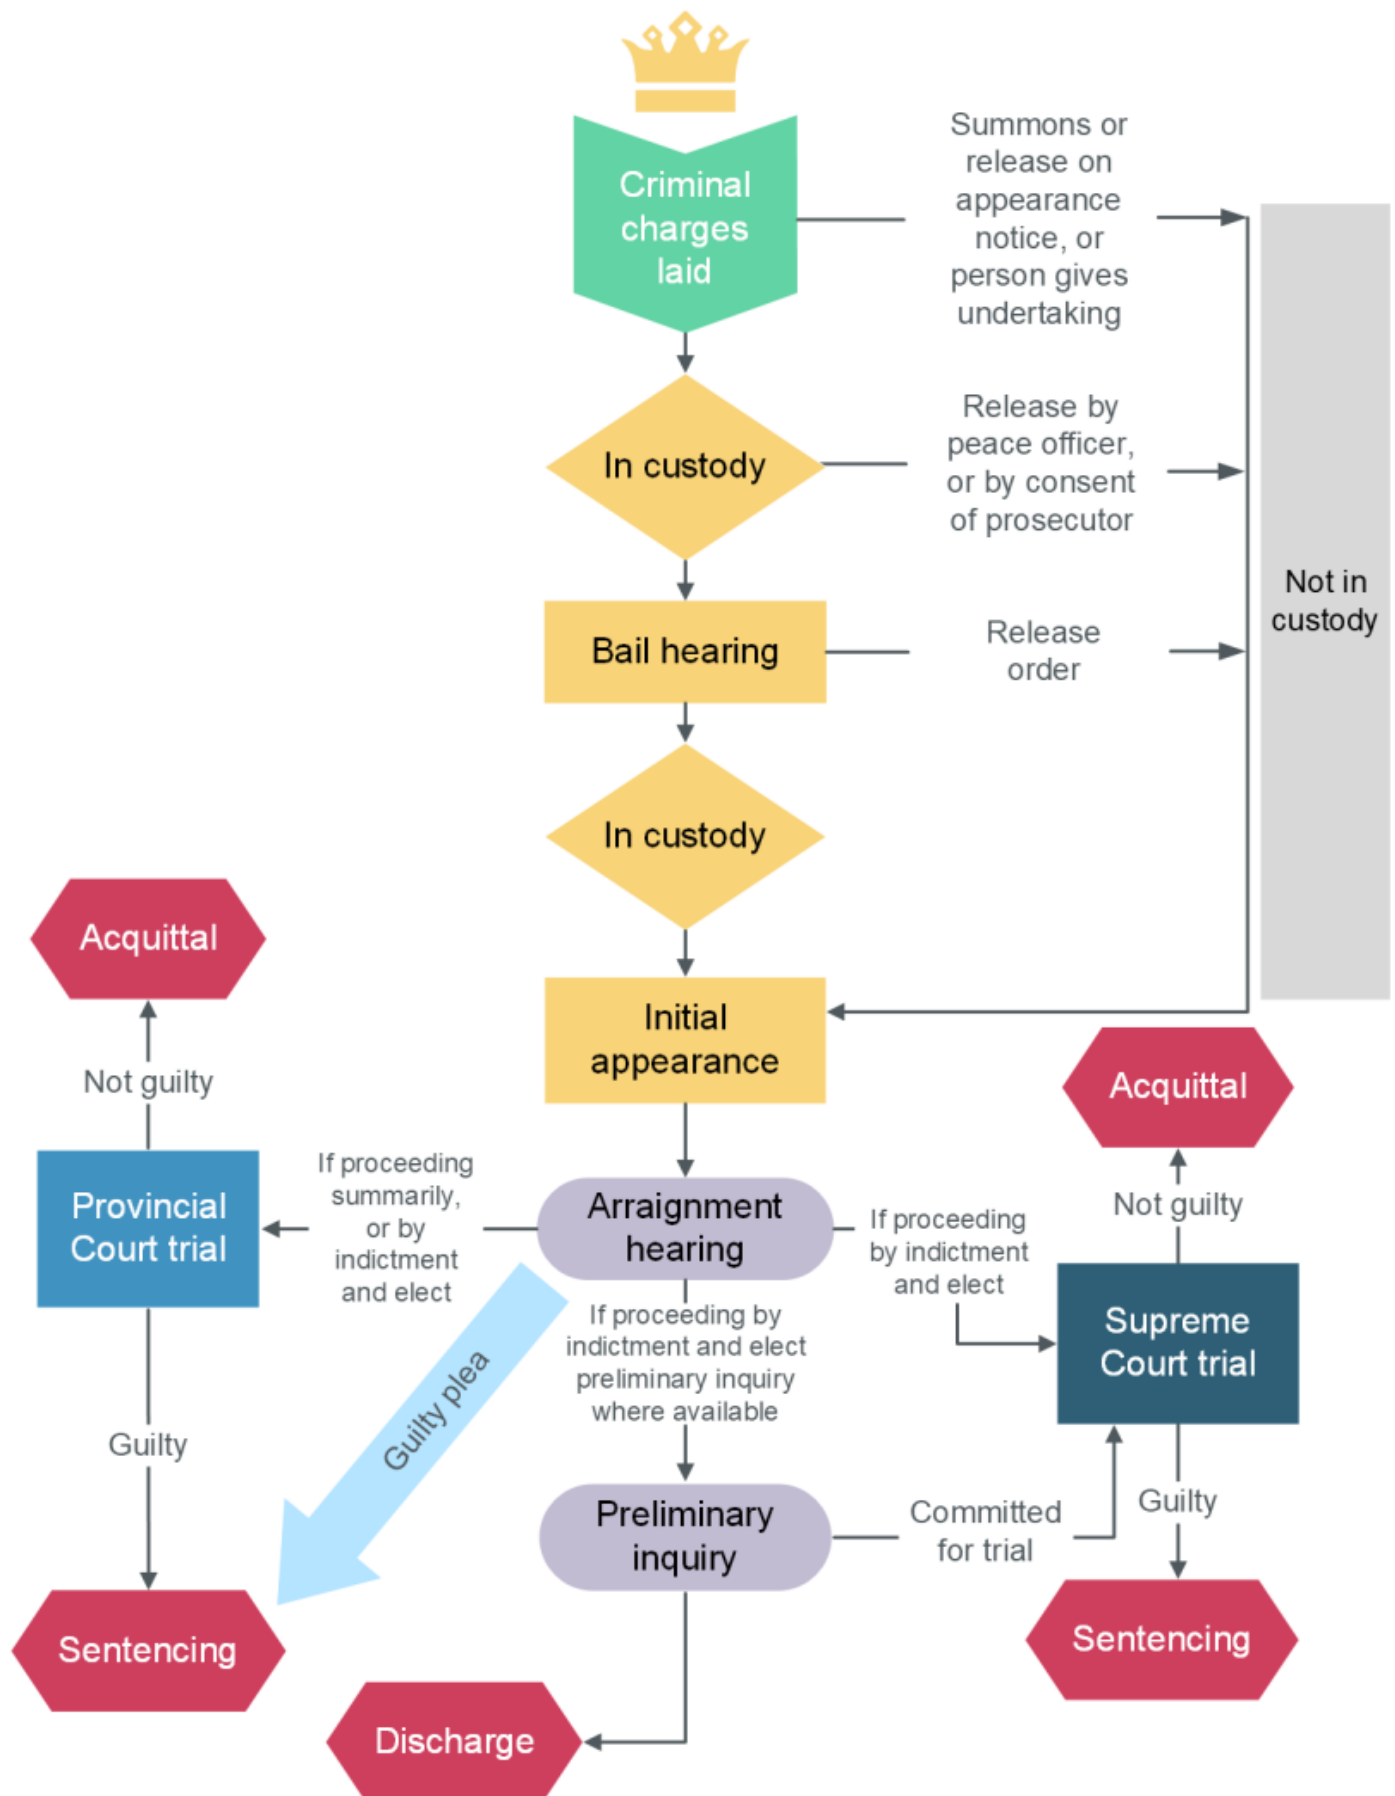 Criminal
charges
laid
Summons or
release on
appearance
notice, or
person gives
undertaking
In custody
Release by
peace officer,
or by consent
of prosecutor
Not in
custody
Bail hearing
Release
order
In custody
Initial
appearance
Acquittal
Not guilty
Provincial
Court trial
If proceeding
summarily,
or by
indictment
and elect
Arraignment
hearing
If proceeding
by indictment
and elect
Acquittal
Not guilty
Supreme
Court trial
Guilty plea
If proceeding by
indictment and elect
preliminary inquiry
where available
Guilty
Preliminary
inquiry
Committed
for trial
Guilty
Sentencing
Sentencing
Discharge